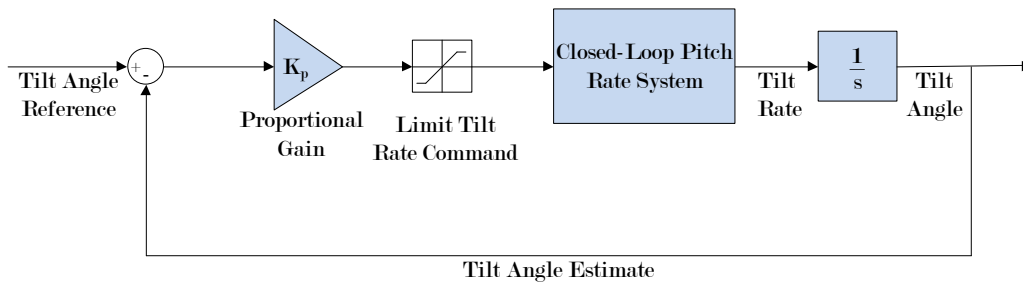 Tilt Angle
Reference
+
-
Kp
Proportional
Gain
Limit Tilt
Rate Command
Closed-Loop Pitch
Rate System
Tilt
Rate
1
s
Tilt
Angle
Tilt Angle Estimate